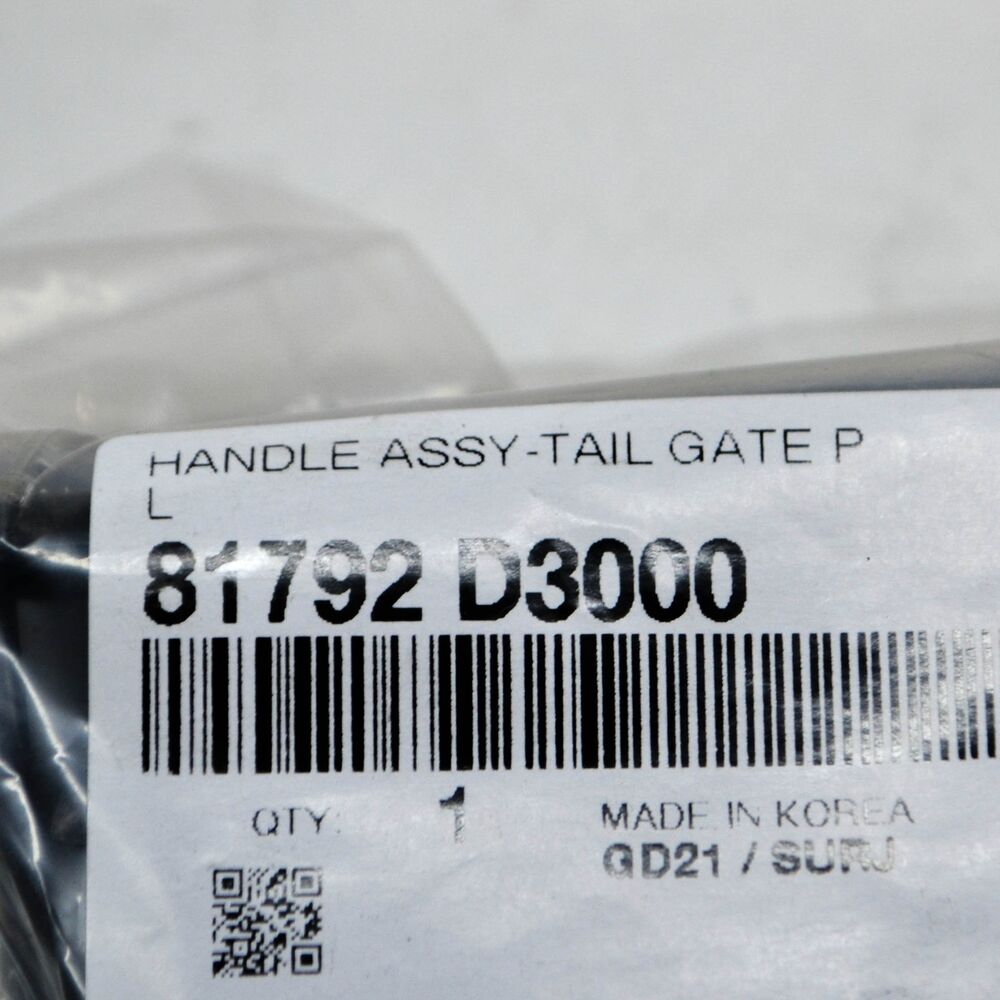 HANDLE ASSY-TAIL GATE P
L
81792 D3000
QTY: 1
MADE IN KOREA
GD21 / SURJ